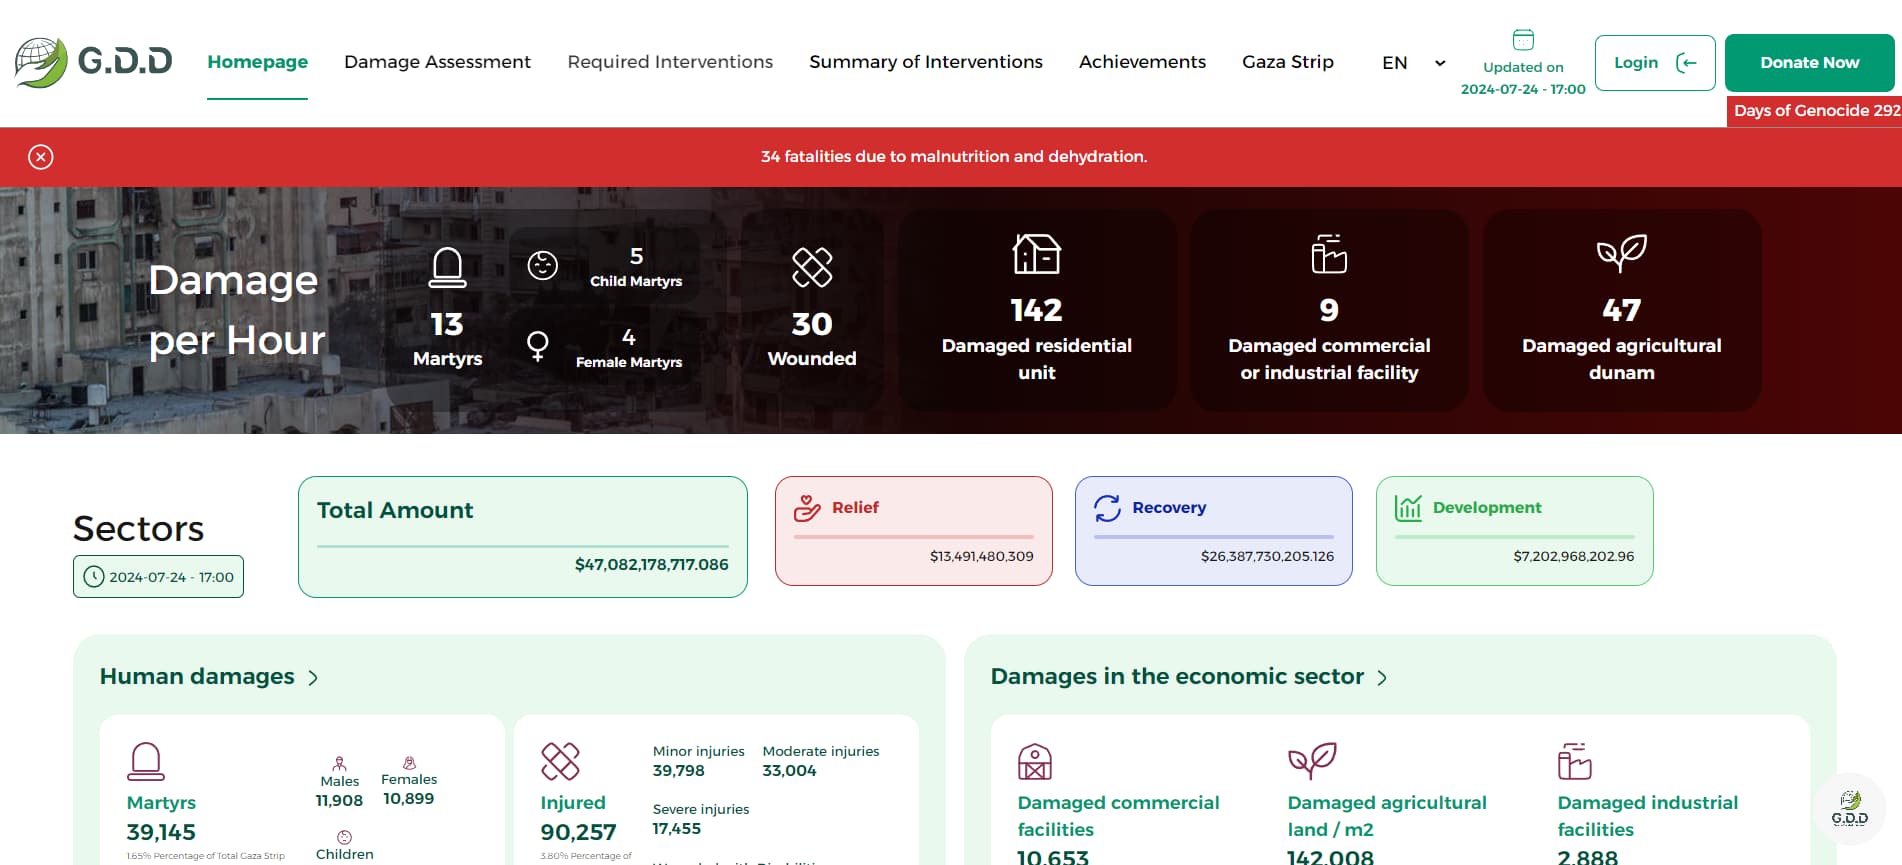 G.D.D
Homepage
Damage Assessment
Required Interventions
Summary of Interventions
Achievements
Gaza Strip
EN
Updated on
2024-07-24 - 17:00
Login
Donate Now
Days of Genocide 292
34 fatalities due to malnutrition and dehydration.
Damage
per Hour
13
Martyrs
5
Child Martyrs
4
Female Martyrs
30
Wounded
142
Damaged residential
unit
9
Damaged commercial
or industrial facility
47
Damaged agricultural
dunam
Sectors
2024-07-24 - 17:00
Total Amount
$47,082,178,717.086
Relief
$13,491,480,309
Recovery
$26,387,730,205.126
Development
$7,202,968,202.96
Human damages
Martyrs
39,145
1.65% Percentage of Total Gaza Strip
Males
11,908
Females
10,899
Children
Injured
90,257
3.80% Percentage of
Minor injuries
39,798
Moderate injuries
33,004
Severe injuries
17,455
Damages in the economic sector
Damaged commercial
facilities
10,653
Damaged agricultural
land / m2
142,008
Damaged industrial
facilities
2,888
G.D.D